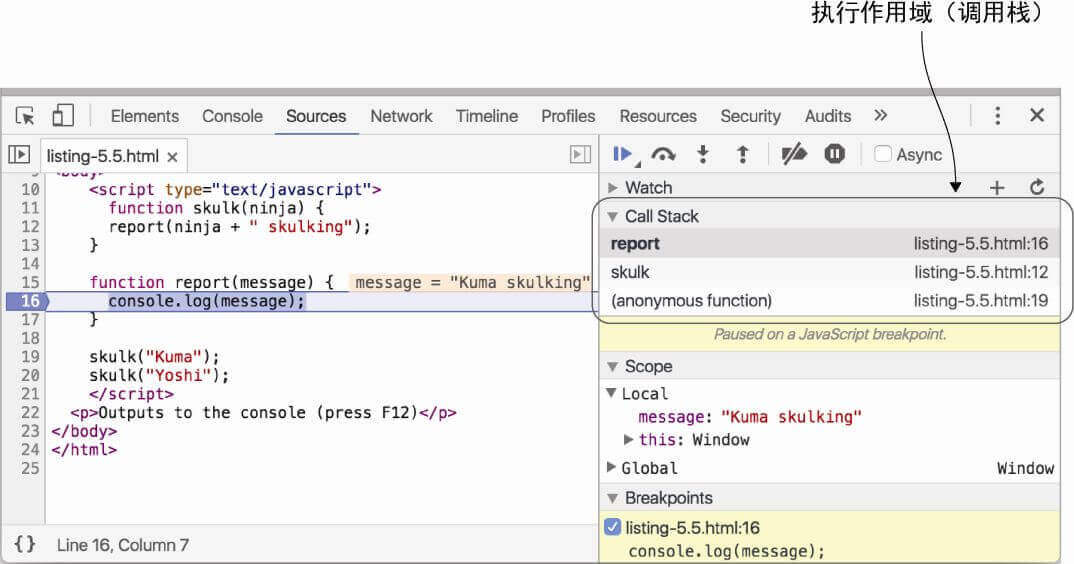 执行作用域（调用栈）
Elements Console Sources Network Timeline Profiles Resources Security Audits »
listing-5.5.html ×
Async
<body>
10 <script type="text/javascript">
11 function skulk(ninja) {
12 report(ninja + " skulking");
13 }
14
15 function report(message) { message = "Kuma skulking"
16 console.log(message);
17 }
18
19 skulk("Kuma");
20 skulk("Yoshi");
21 </script>
22 <p>Outputs to the console (press F12)</p>
23 </body>
24 </html>
25
{} Line 16, Column 7
Watch
Call Stack
report listing-5.5.html:16
skulk listing-5.5.html:12
(anonymous function) listing-5.5.html:19
Paused on a JavaScript breakpoint.
Scope
Local
message: "Kuma skulking"
this: Window
Global Window
Breakpoints
listing-5.5.html:16
console.log(message);